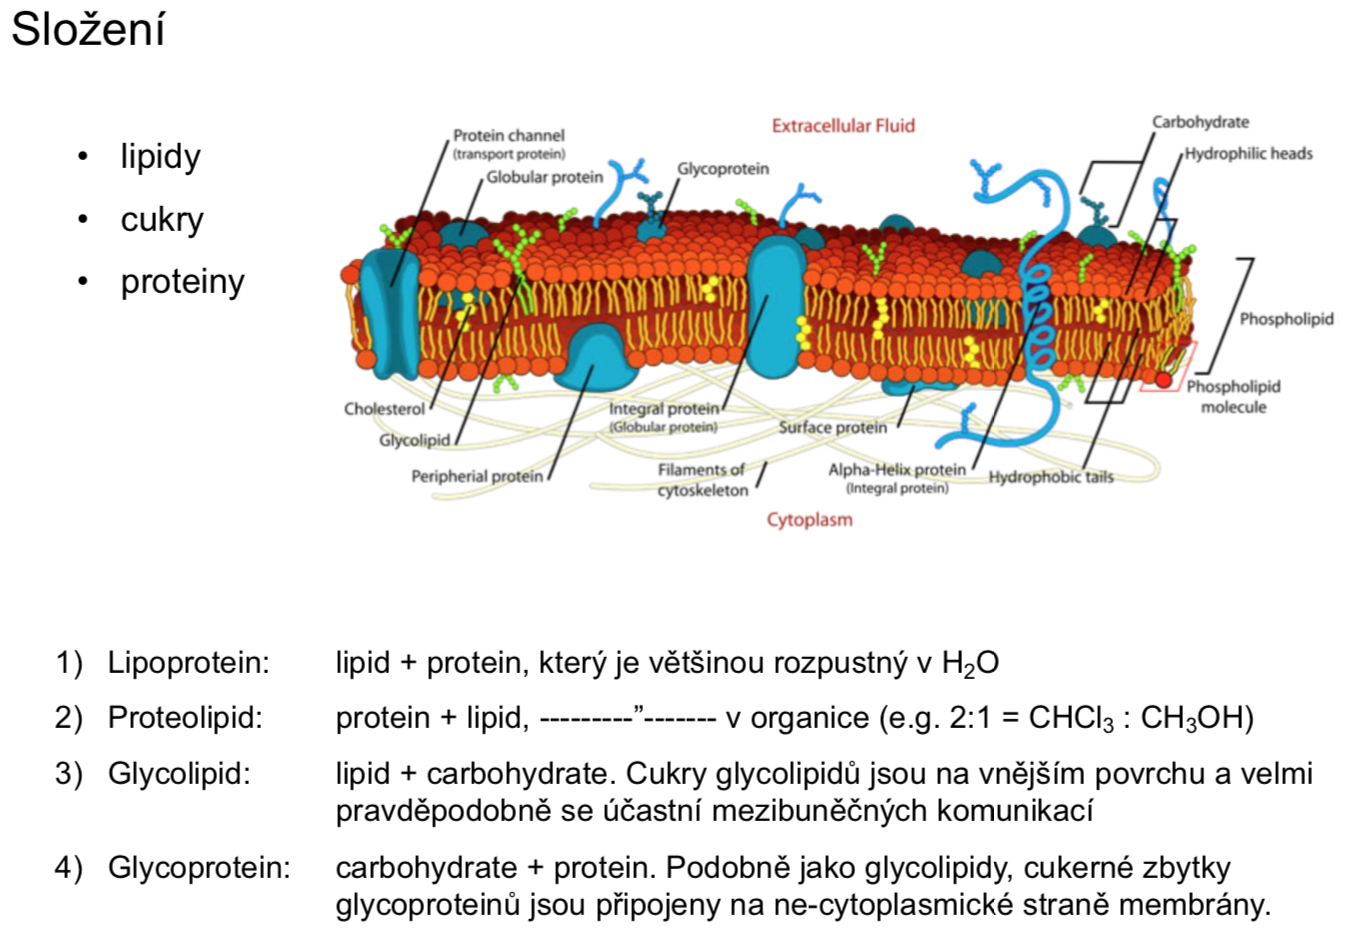 Složení
• lipidy
• cukry
• proteiny
Extracellular Fluid
Protein channel
(transport protein)
Globular protein
Glycoprotein
Carbohydrate
Hydrophilic heads
Phospholipid
Phospholipid
molecule
Cholesterol
Glycolipid
Peripherial protein
Integral protein
(Globular protein)
Filaments of
cytoskeleton
Surface protein
Alpha-Helix protein
(Integral protein)
Hydrophobic tails
Cytoplasm
1) Lipoprotein: lipid + protein, který je většinou rozpustný v H₂O
2) Proteolipid: protein + lipid, ---------”------- v organice (e.g. 2:1 = CHCl₃ : CH₃OH)
3) Glycolipid: lipid + carbohydrate. Cukry glycolipidů jsou na vnějším povrchu a velmi
pravděpodobně se účastní mezibuněčných komunikací
4) Glycoprotein: carbohydrate + protein. Podobně jako glycolipidy, cukerné zbytky
glycoproteinů jsou připojeny na ne-cytoplasmické straně membrány.